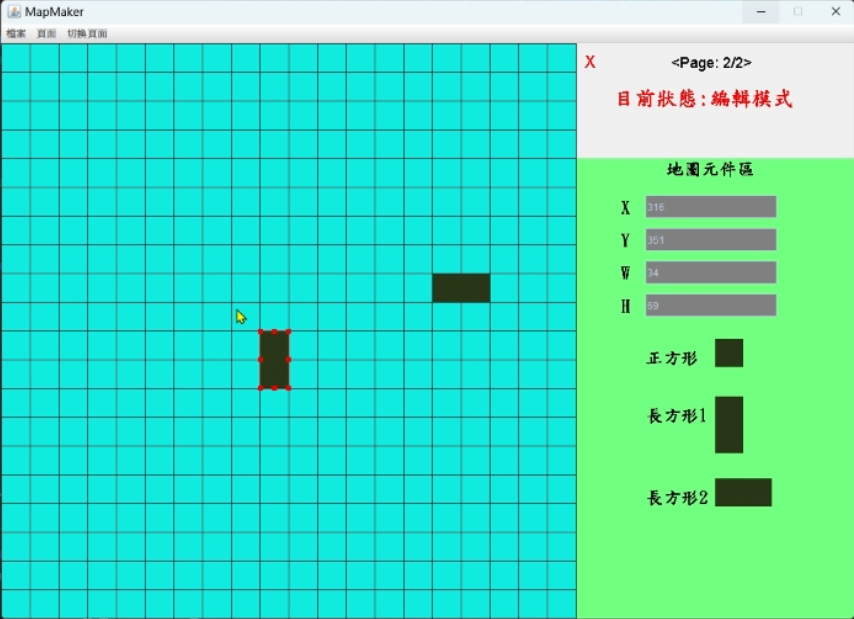 MapMaker
檔案 頁面 切換頁面
X <Page: 2/2>
目前狀態:編輯模式
地圖元件區
X 316
Y 351
W 34
H 69
正方形
長方形1
長方形2